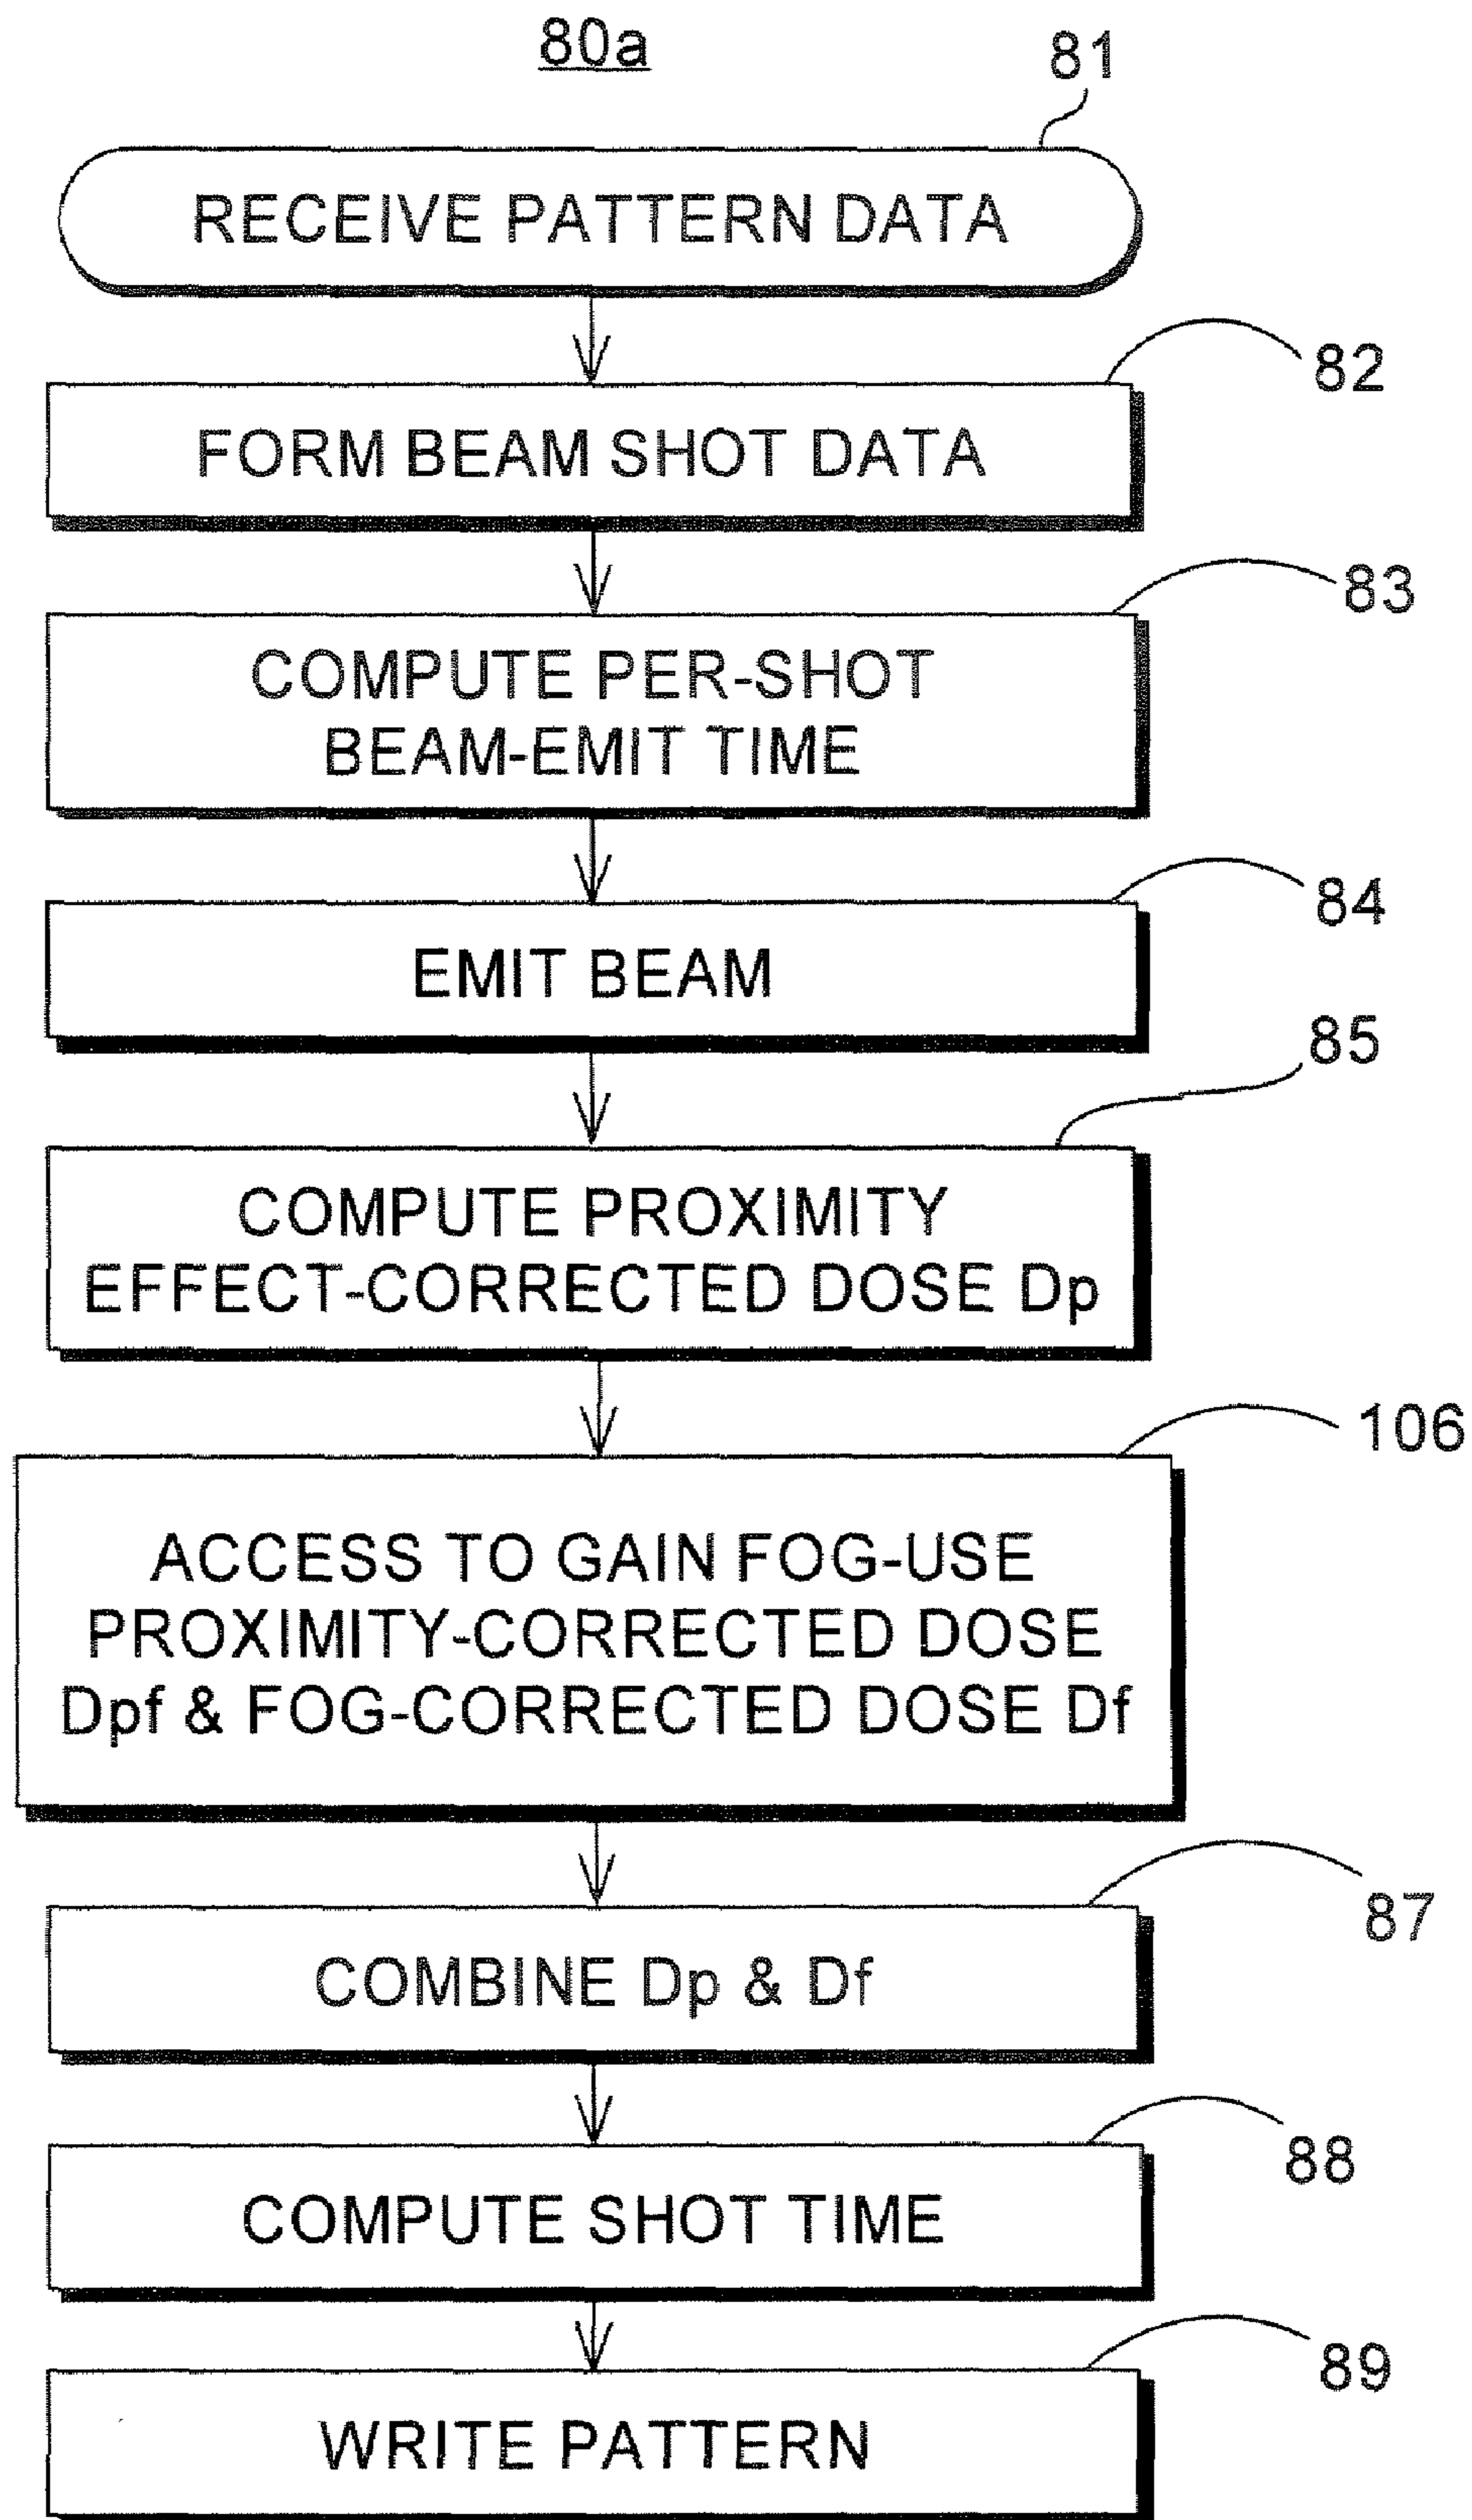 80a
81
RECEIVE PATTERN DATA
82
FORM BEAM SHOT DATA
83
COMPUTE PER-SHOT
BEAM-EMIT TIME
84
EMIT BEAM
85
COMPUTE PROXIMITY
EFFECT-CORRECTED DOSE Dp
106
ACCESS TO GAIN FOG-USE
PROXIMITY-CORRECTED DOSE
Dpf & FOG-CORRECTED DOSE Df
87
COMBINE Dp & Df
88
COMPUTE SHOT TIME
89
WRITE PATTERN